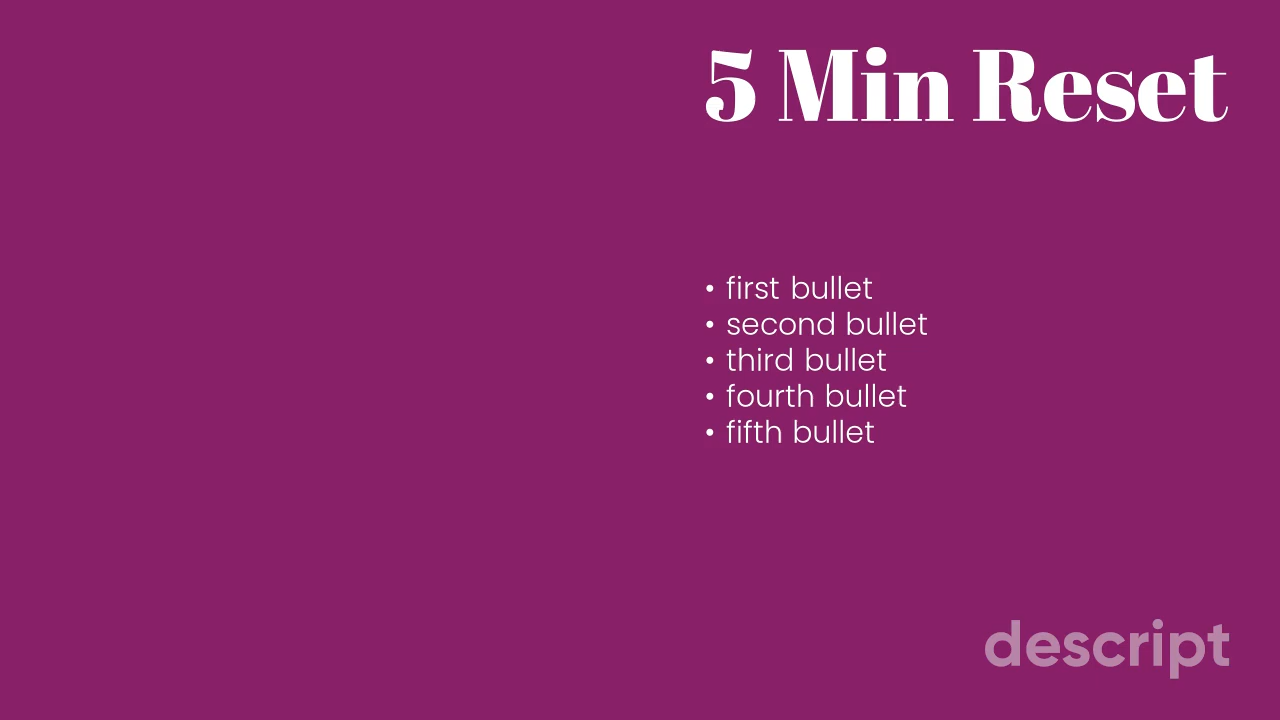 5 Min Reset
• first bullet
• second bullet
• third bullet
• fourth bullet
• fifth bullet
descript